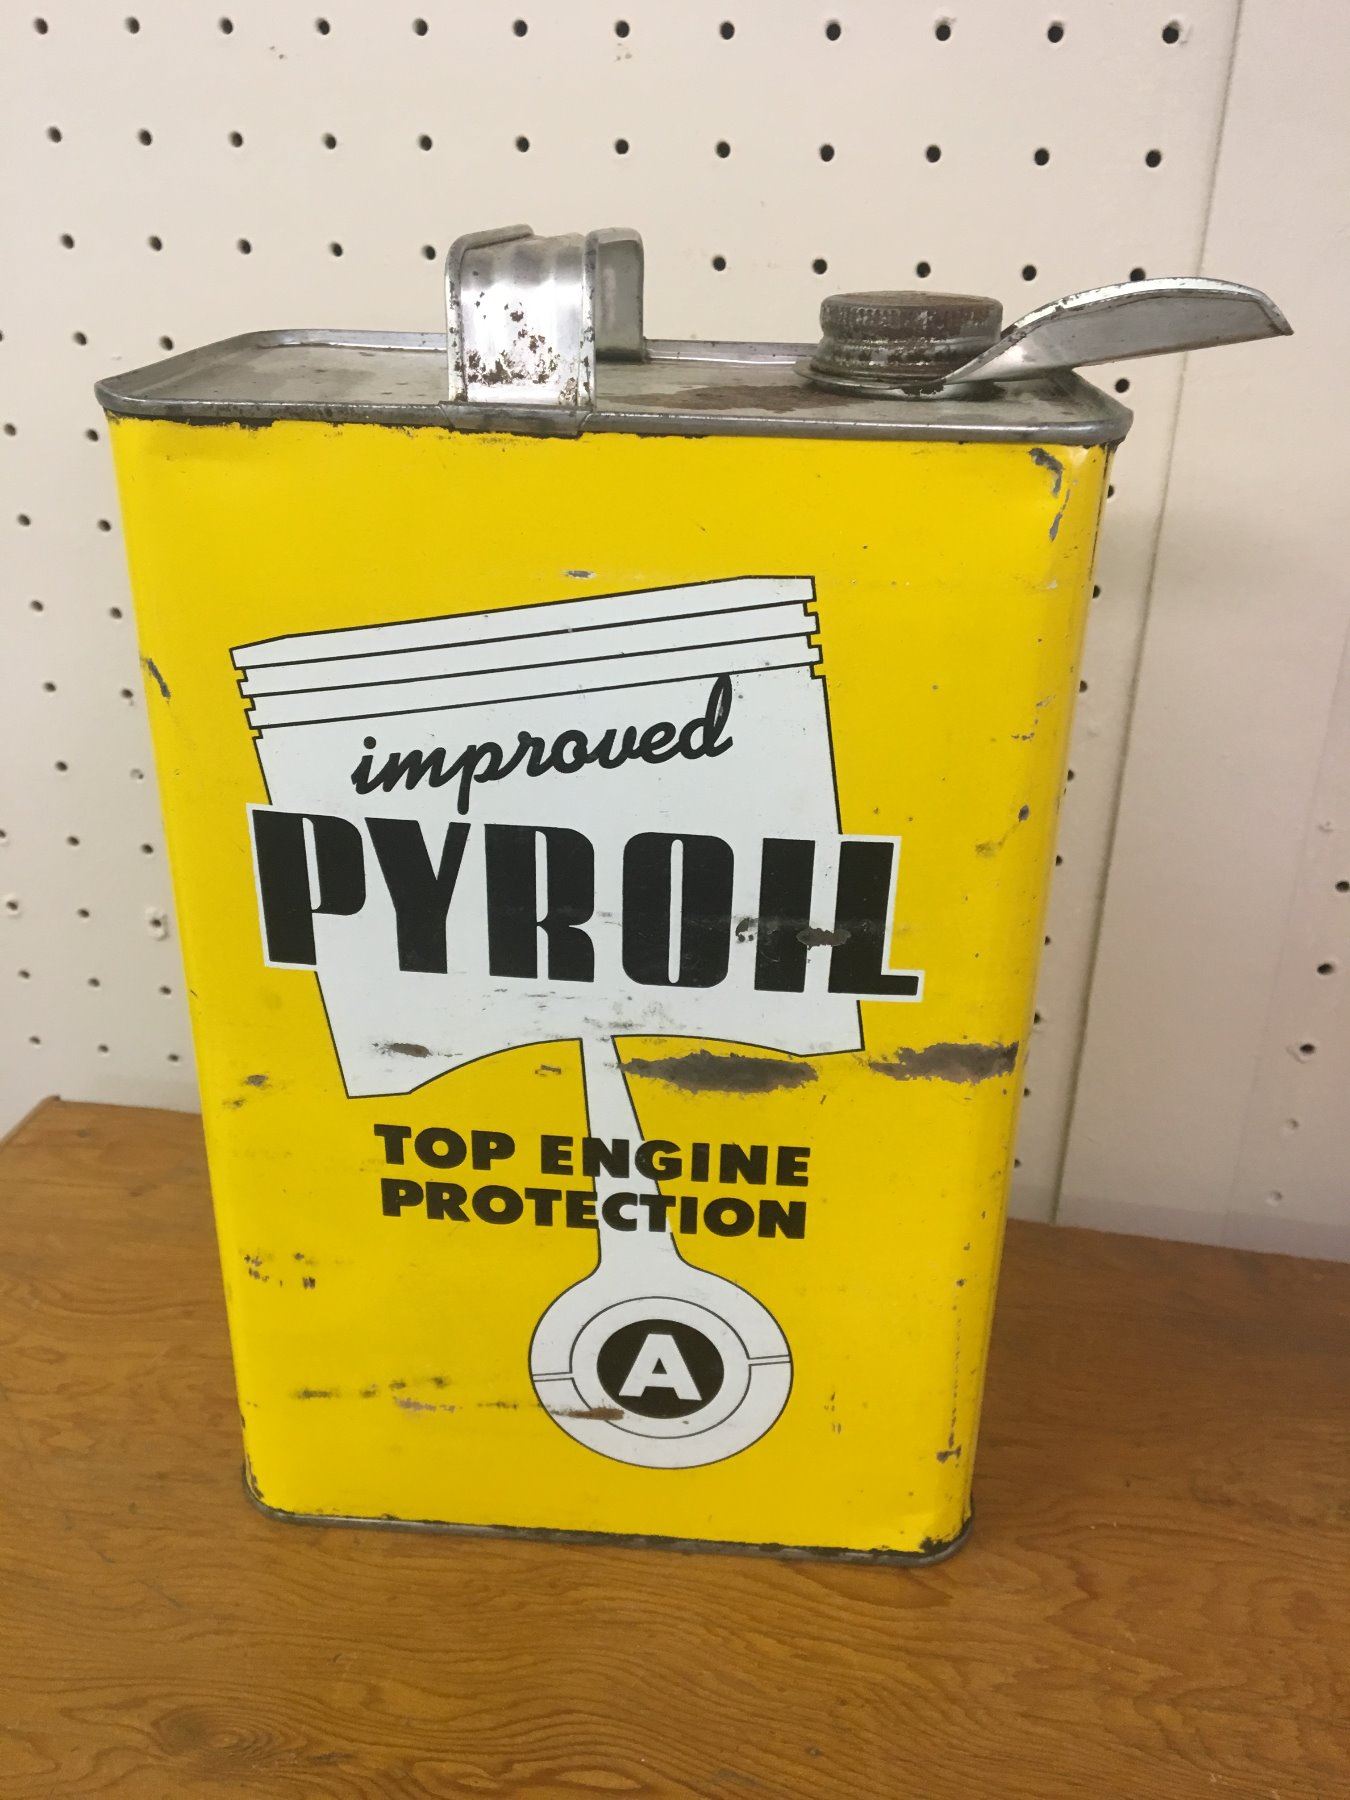 improved
PYROIL
TOP ENGINE
PROTECTION
A